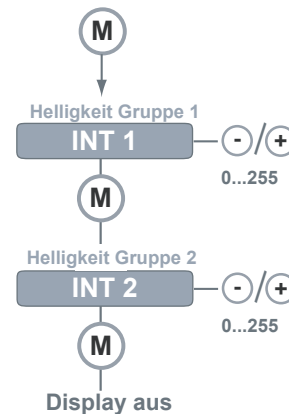 M
Helligkeit Gruppe 1
INT 1
- / +
0...255
M
Helligkeit Gruppe 2
INT 2
- / +
0...255
M
Display aus